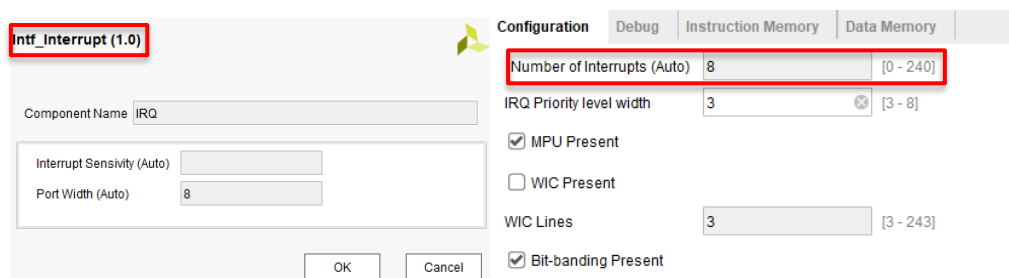 Intf_Interrupt (1.0)
Component Name IRQ
Interrupt Sensivity (Auto)
Port Width (Auto) 8
OK Cancel
Configuration Debug Instruction Memory Data Memory
Number of Interrupts (Auto) 8 [0 - 240]
IRQ Priority level width 3 [3 - 8]
MPU Present
WIC Present
WIC Lines 3 [3 - 243]
Bit-banding Present